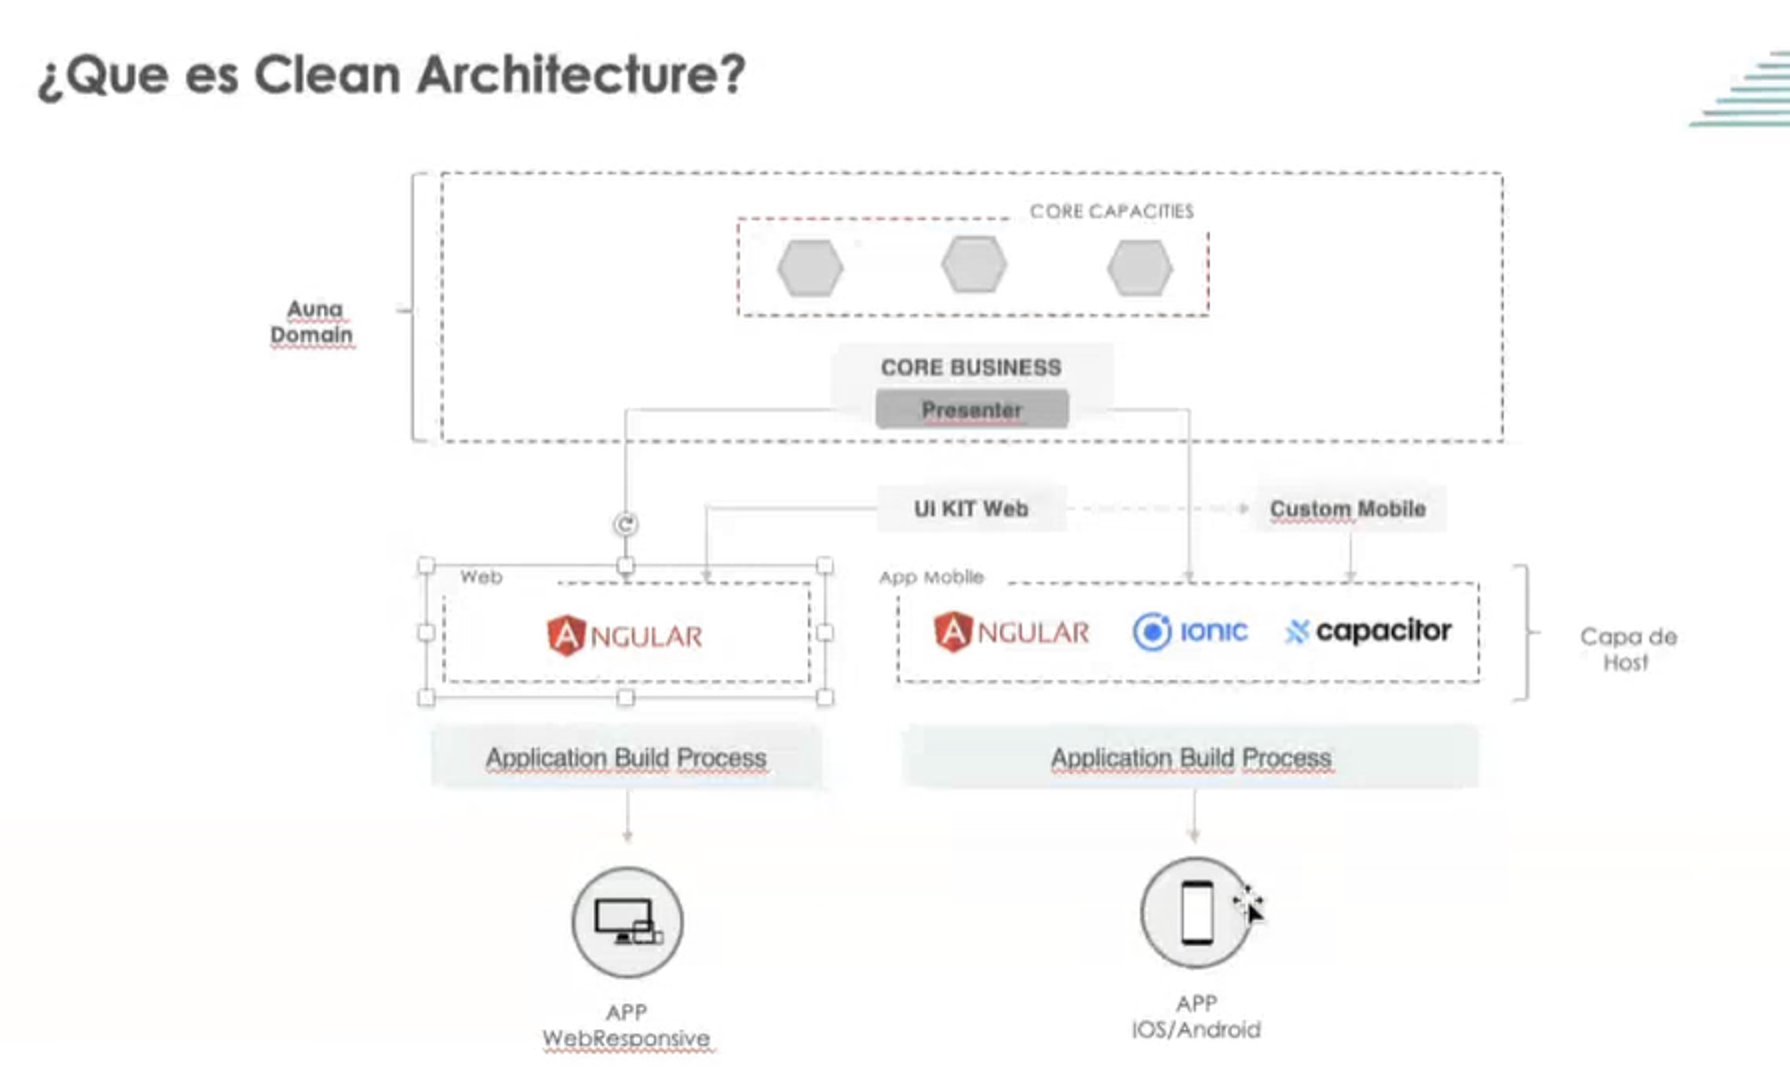 ¿Que es Clean Architecture?
CORE CAPACITIES
Auna
Domain
CORE BUSINESS
Presenter
UI KIT Web
Custom Mobile
Web
App Mobile
ANGULAR
ANGULAR
IONIC
capacitor
Capa de
Host
Application Build Process
Application Build Process
APP
WebResponsive
APP
IOS/Android